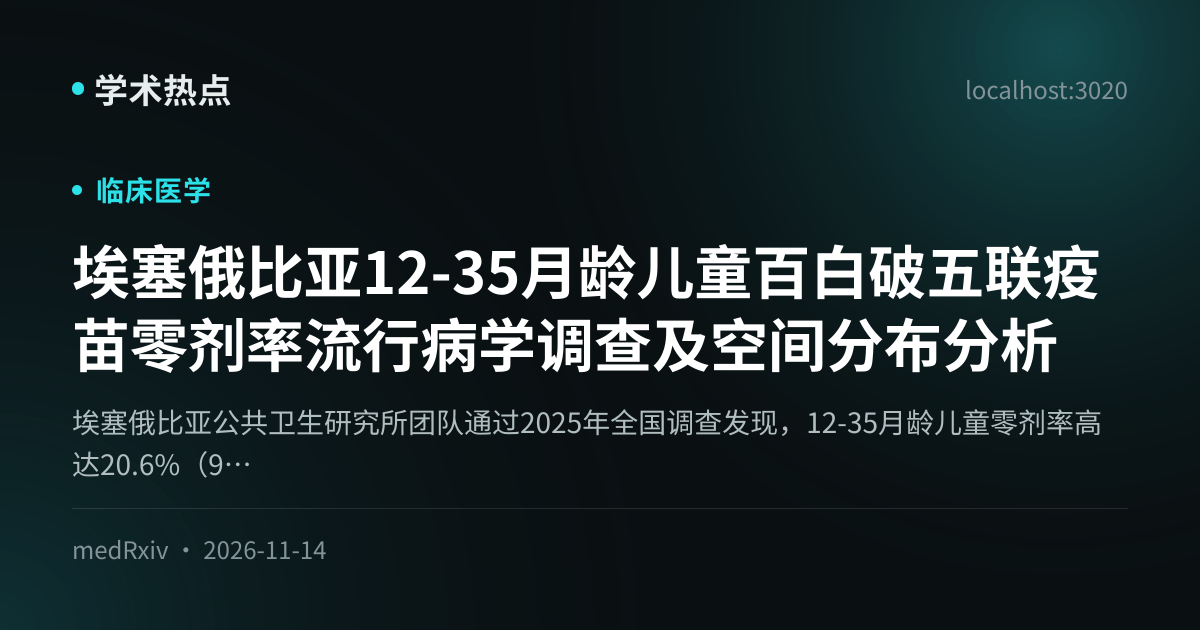 学术热点
localhost:3020
临床医学
埃塞俄比亚12-35月龄儿童百白破五联疫
苗零剂率流行病学调查及空间分布分析
埃塞俄比亚公共卫生研究所团队通过2025年全国调查发现，12-35月龄儿童零剂率高
达20.6%（9…
medRxiv · 2026-11-14